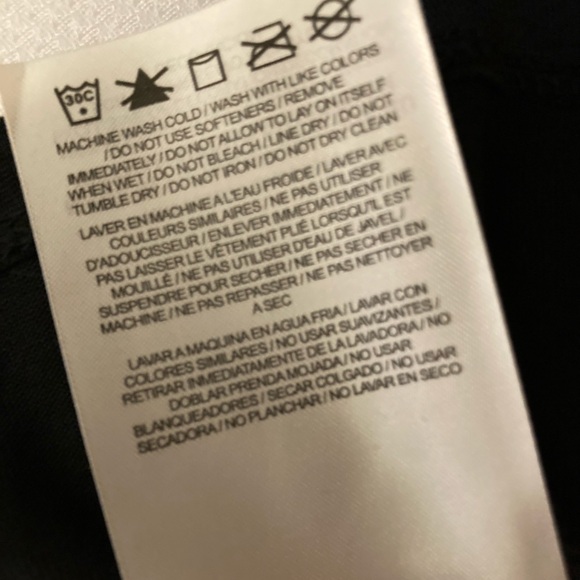 30C
MACHINE WASH COLD / WASH WITH LIKE COLORS
/ DO NOT USE SOFTENERS / REMOVE
IMMEDIATELY / DO NOT ALLOW TO LAY ON ITSELF
WHEN WET / DO NOT BLEACH / LINE DRY / DO NOT
TUMBLE DRY / DO NOT IRON / DO NOT DRY CLEAN
LAVER EN MACHINE A L'EAU FROIDE / LAVER AVEC
COULEURS SIMILAIRES / NE PAS UTILISER
D'ADOUCISSEUR / ENLEVER IMMEDIATEMENT / NE
PAS LAISSER LE VÊTEMENT PLIÉ LORSQU'IL EST
MOUILLÉ / NE PAS UTILISER D'EAU DE JAVEL /
SUSPENDRE POUR SECHER / NE PAS SECHER EN
MACHINE / NE PAS REPASSER / NE PAS NETTOYER
A SEC
LAVAR A MAQUINA EN AGUA FRIA / LAVAR CON
COLORES SIMILARES / NO USAR SUAVIZANTES /
RETIRAR INMEDIATAMENTE DE LA LAVADORA / NO
DOBLAR PRENDA MOJADA / NO USAR
BLANQUEADORES / SECAR COLGADO / NO USAR
SECADORA / NO PLANCHAR / NO LAVAR EN SECO